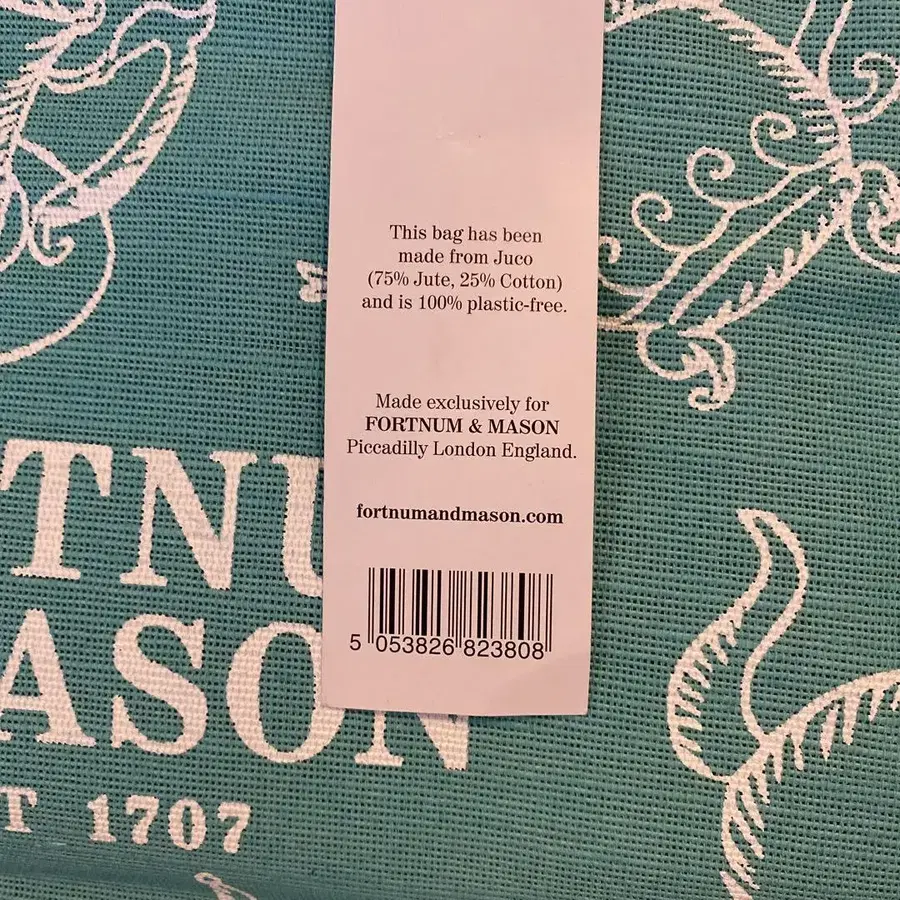 This bag has been
made from Juco
(75% Jute, 25% Cotton)
and is 100% plastic-free.
Made exclusively for
FORTNUM & MASON
Piccadilly London England.
fortnumandmason.com
5 053826 823808
TNU
ASON
T 1707